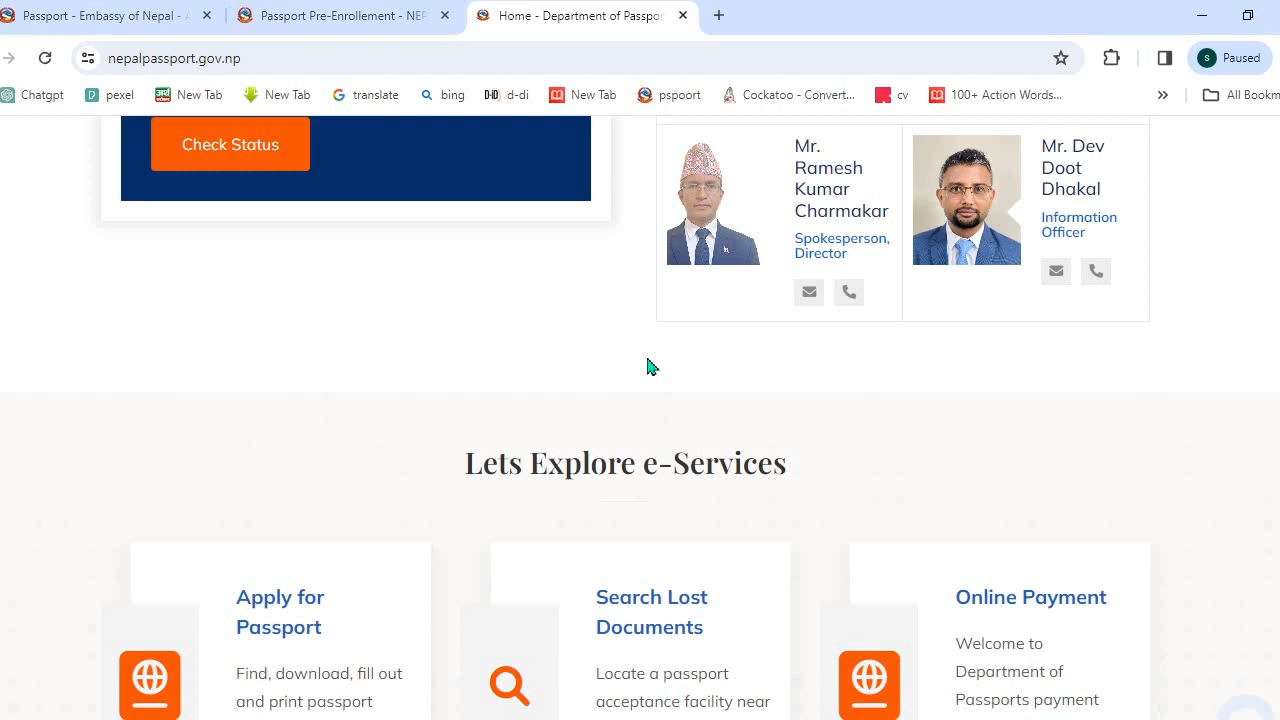 Passport - Embassy of Nepal - A
Passport Pre-Enrollment - NEP
Home - Department of Passpor
nepalpassport.gov.np
S
Paused
Chatgpt
pexel
New Tab
New Tab
translate
bing
d-di
New Tab
pspoort
Cockatoo - Convert...
cv
100+ Action Words...
All Bookm
Check Status
Mr.
Ramesh
Kumar
Charmakar
Spokesperson,
Director
Mr. Dev
Doot
Dhakal
Information
Officer
Lets Explore e-Services
Apply for
Passport
Find, download, fill out
and print passport
Search Lost
Documents
Locate a passport
acceptance facility near
Online Payment
Welcome to
Department of
Passports payment